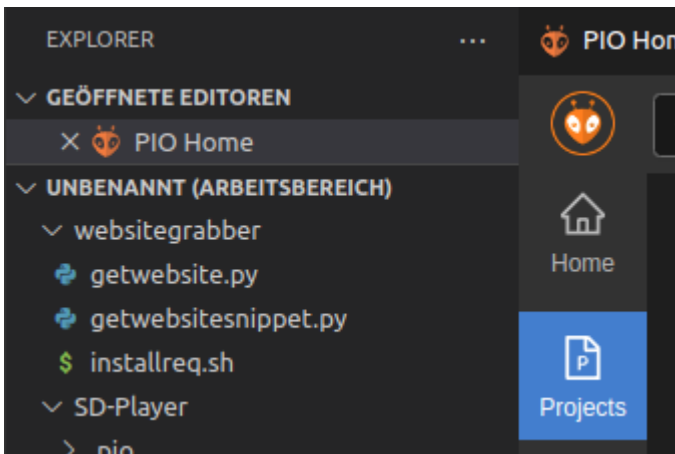 EXPLORER
GEÖFFNETE EDITOREN
PIO Home
UNBENANNT (ARBEITSBEREICH)
websitegrabber
getwebsite.py
getwebsitesnippet.py
$ installreq.sh
SD-Player
PIO
Home
P
Projects